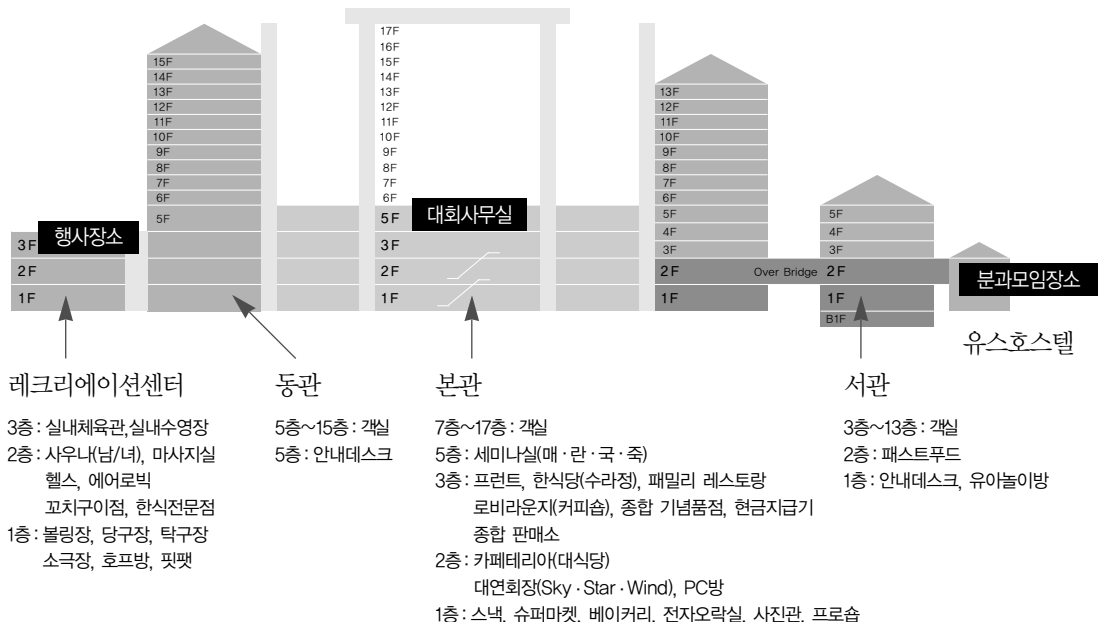 17F
16F
15F
14F
13F
12F
11F
10F
9F
8F
7F
6F
5F
3F
2F
1F
대회사무실
15F
14F
13F
12F
11F
10F
9F
8F
7F
6F
5F
행사장소
3F
2F
1F
13F
12F
11F
10F
9F
8F
7F
6F
5F
4F
3F
2F
1F
Over Bridge
5F
4F
3F
2F
1F
B1F
분과모임장소
유스호스텔
레크리에이션센터
3층 : 실내체육관,실내수영장
2층 : 사우나(남/녀), 마사지실
헬스, 에어로빅
꼬치구이점, 한식전문점
1층 : 볼링장, 당구장, 탁구장
소극장, 호프방, 핏팻
동관
5층~15층 : 객실
5층 : 안내데스크
본관
7층~17층 : 객실
5층 : 세미나실(매 · 란 · 국 · 죽)
3층 : 프런트, 한식당(수라정), 패밀리 레스토랑
로비라운지(커피숍), 종합 기념품점, 현금지급기
종합 판매소
2층 : 카페테리아(대식당)
대연회장(Sky · Star · Wind), PC방
1층 : 스낵, 슈퍼마켓, 베이커리, 전자오락실, 사진관, 프로숍
서관
3층~13층 : 객실
2층 : 패스트푸드
1층 : 안내데스크, 유아놀이방